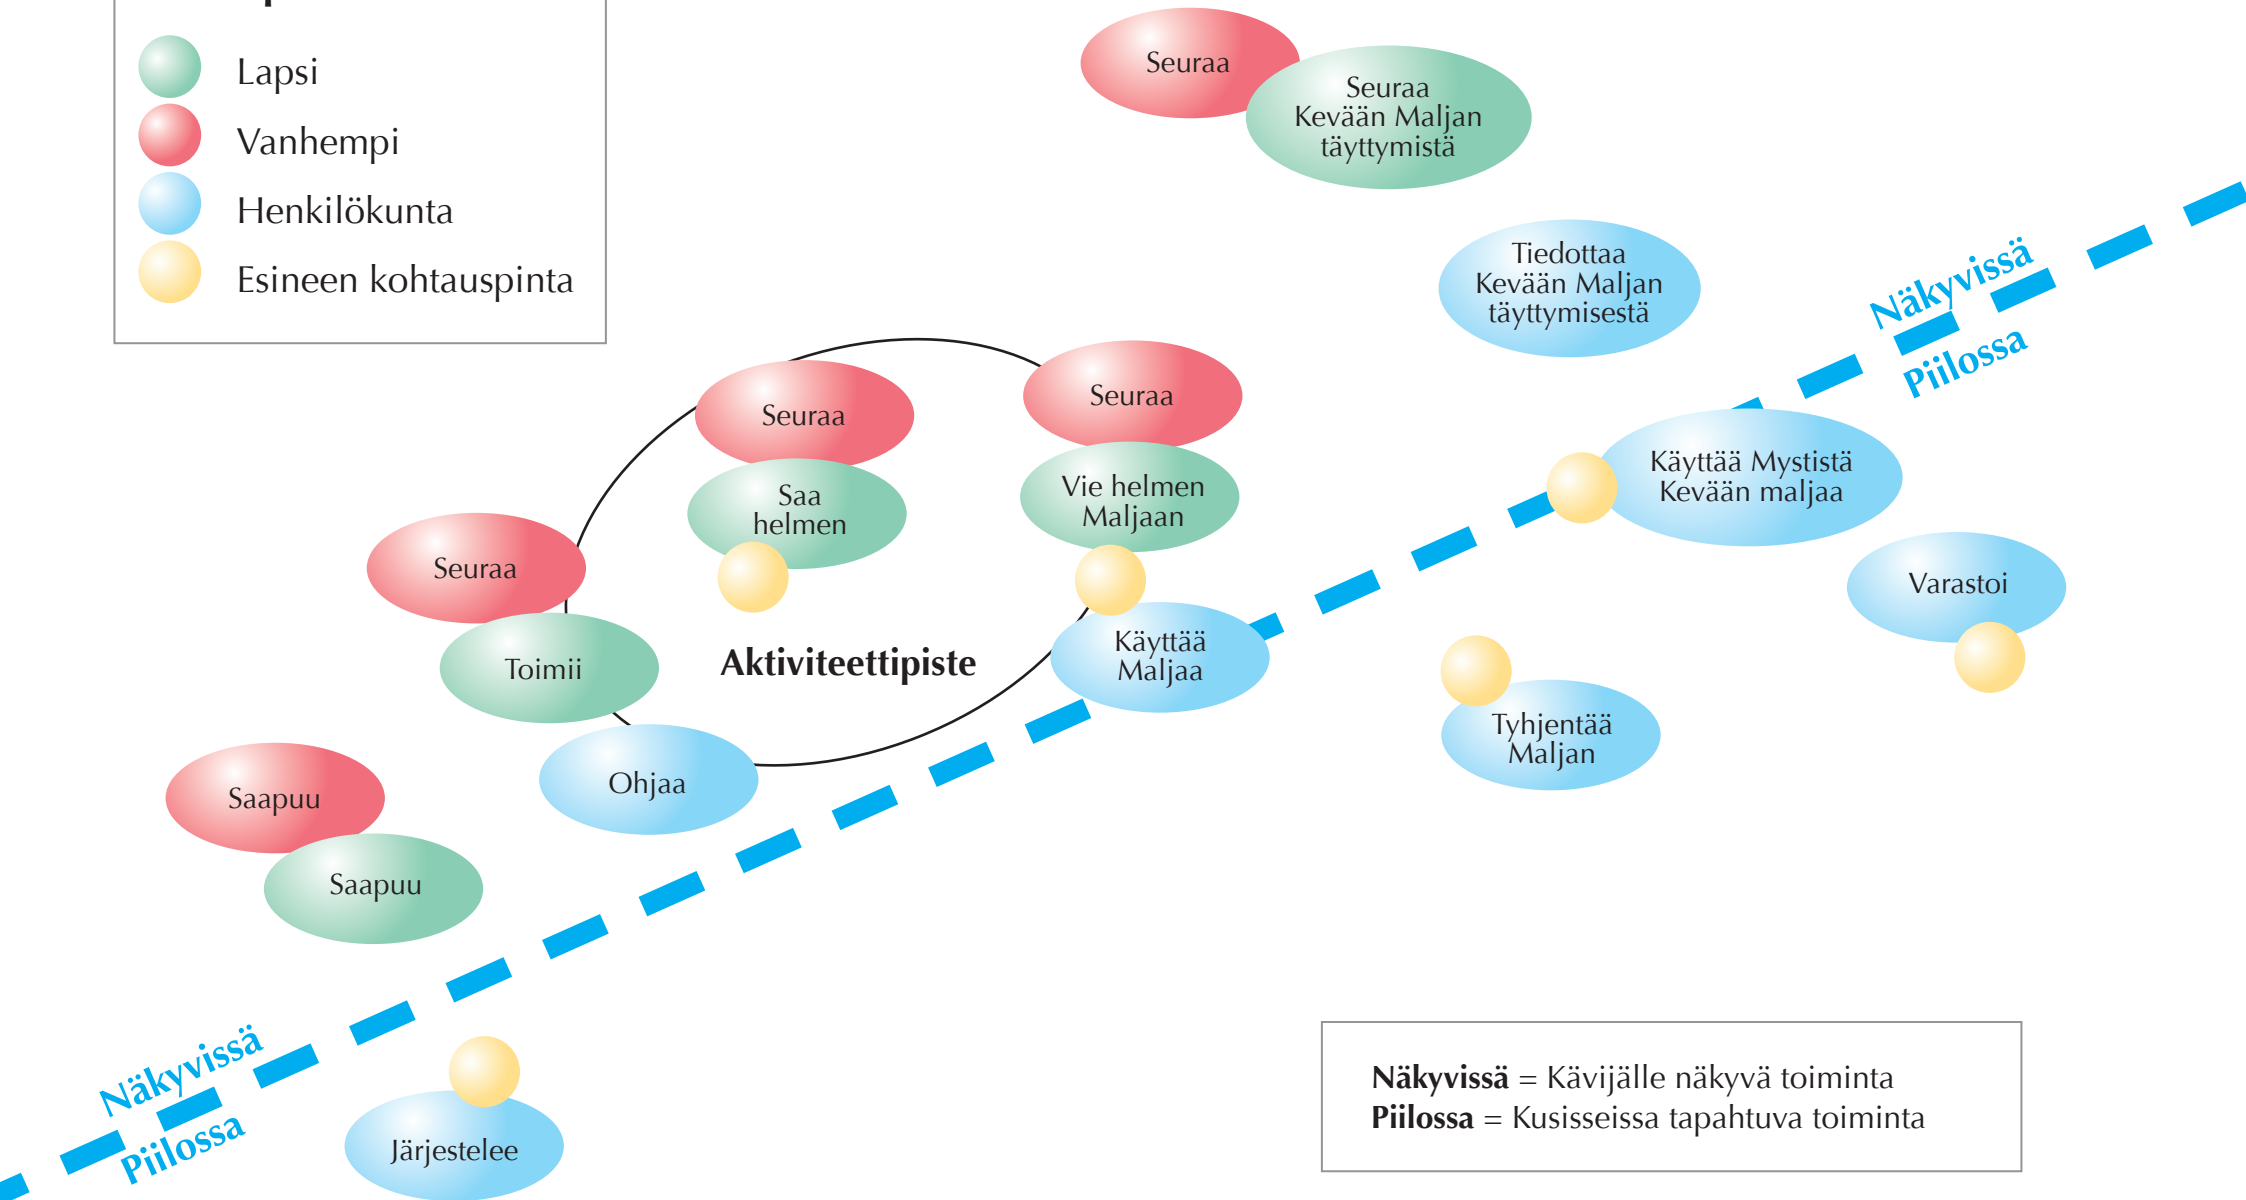 Lapsi
Vanhempi
Henkilökunta
Esineen kohtauspinta
Seuraa
Seuraa
Kevään Maljan
täyttymistä
Tiedottaa
Kevään Maljan
täyttymisestä
Näkyvissä
Piilossa
Seuraa
Saa
helmen
Seuraa
Vie helmen
Maljaan
Käyttää Mystistä
Kevään maljaa
Varastoi
Seuraa
Toimii
Aktiviteettipiste
Käyttää
Maljaa
Tyhjentää
Maljan
Ohjaa
Saapuu
Saapuu
Näkyvissä
Piilossa
Järjestelee
Näkyvissä = Kävijälle näkyvä toiminta
Piilossa = Kusisseissa tapahtuva toiminta